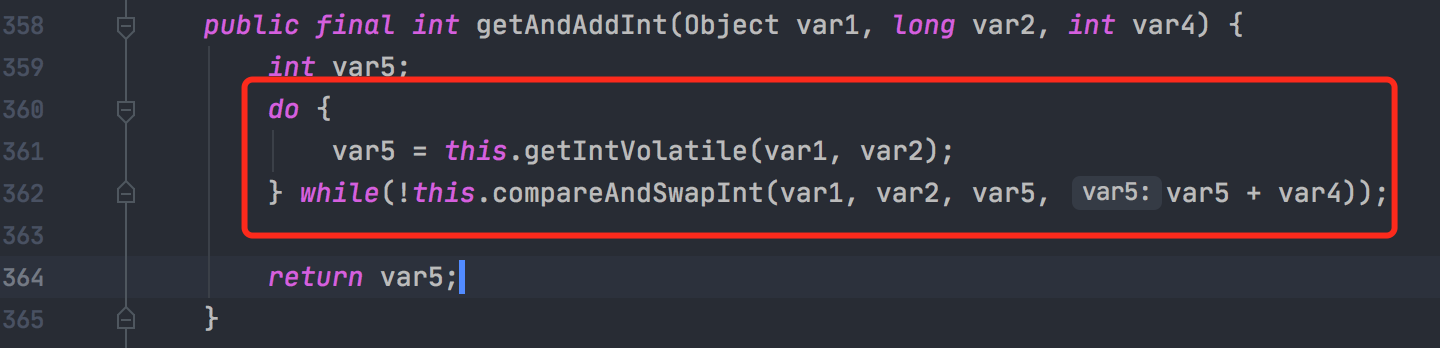 358 public final int getAndAddInt(Object var1, long var2, int var4) {
359 int var5;
360 do {
361 var5 = this.getIntVolatile(var1, var2);
362 } while(!this.compareAndSwapInt(var1, var2, var5, var5: var5 + var4));
363
364 return var5;
365 }